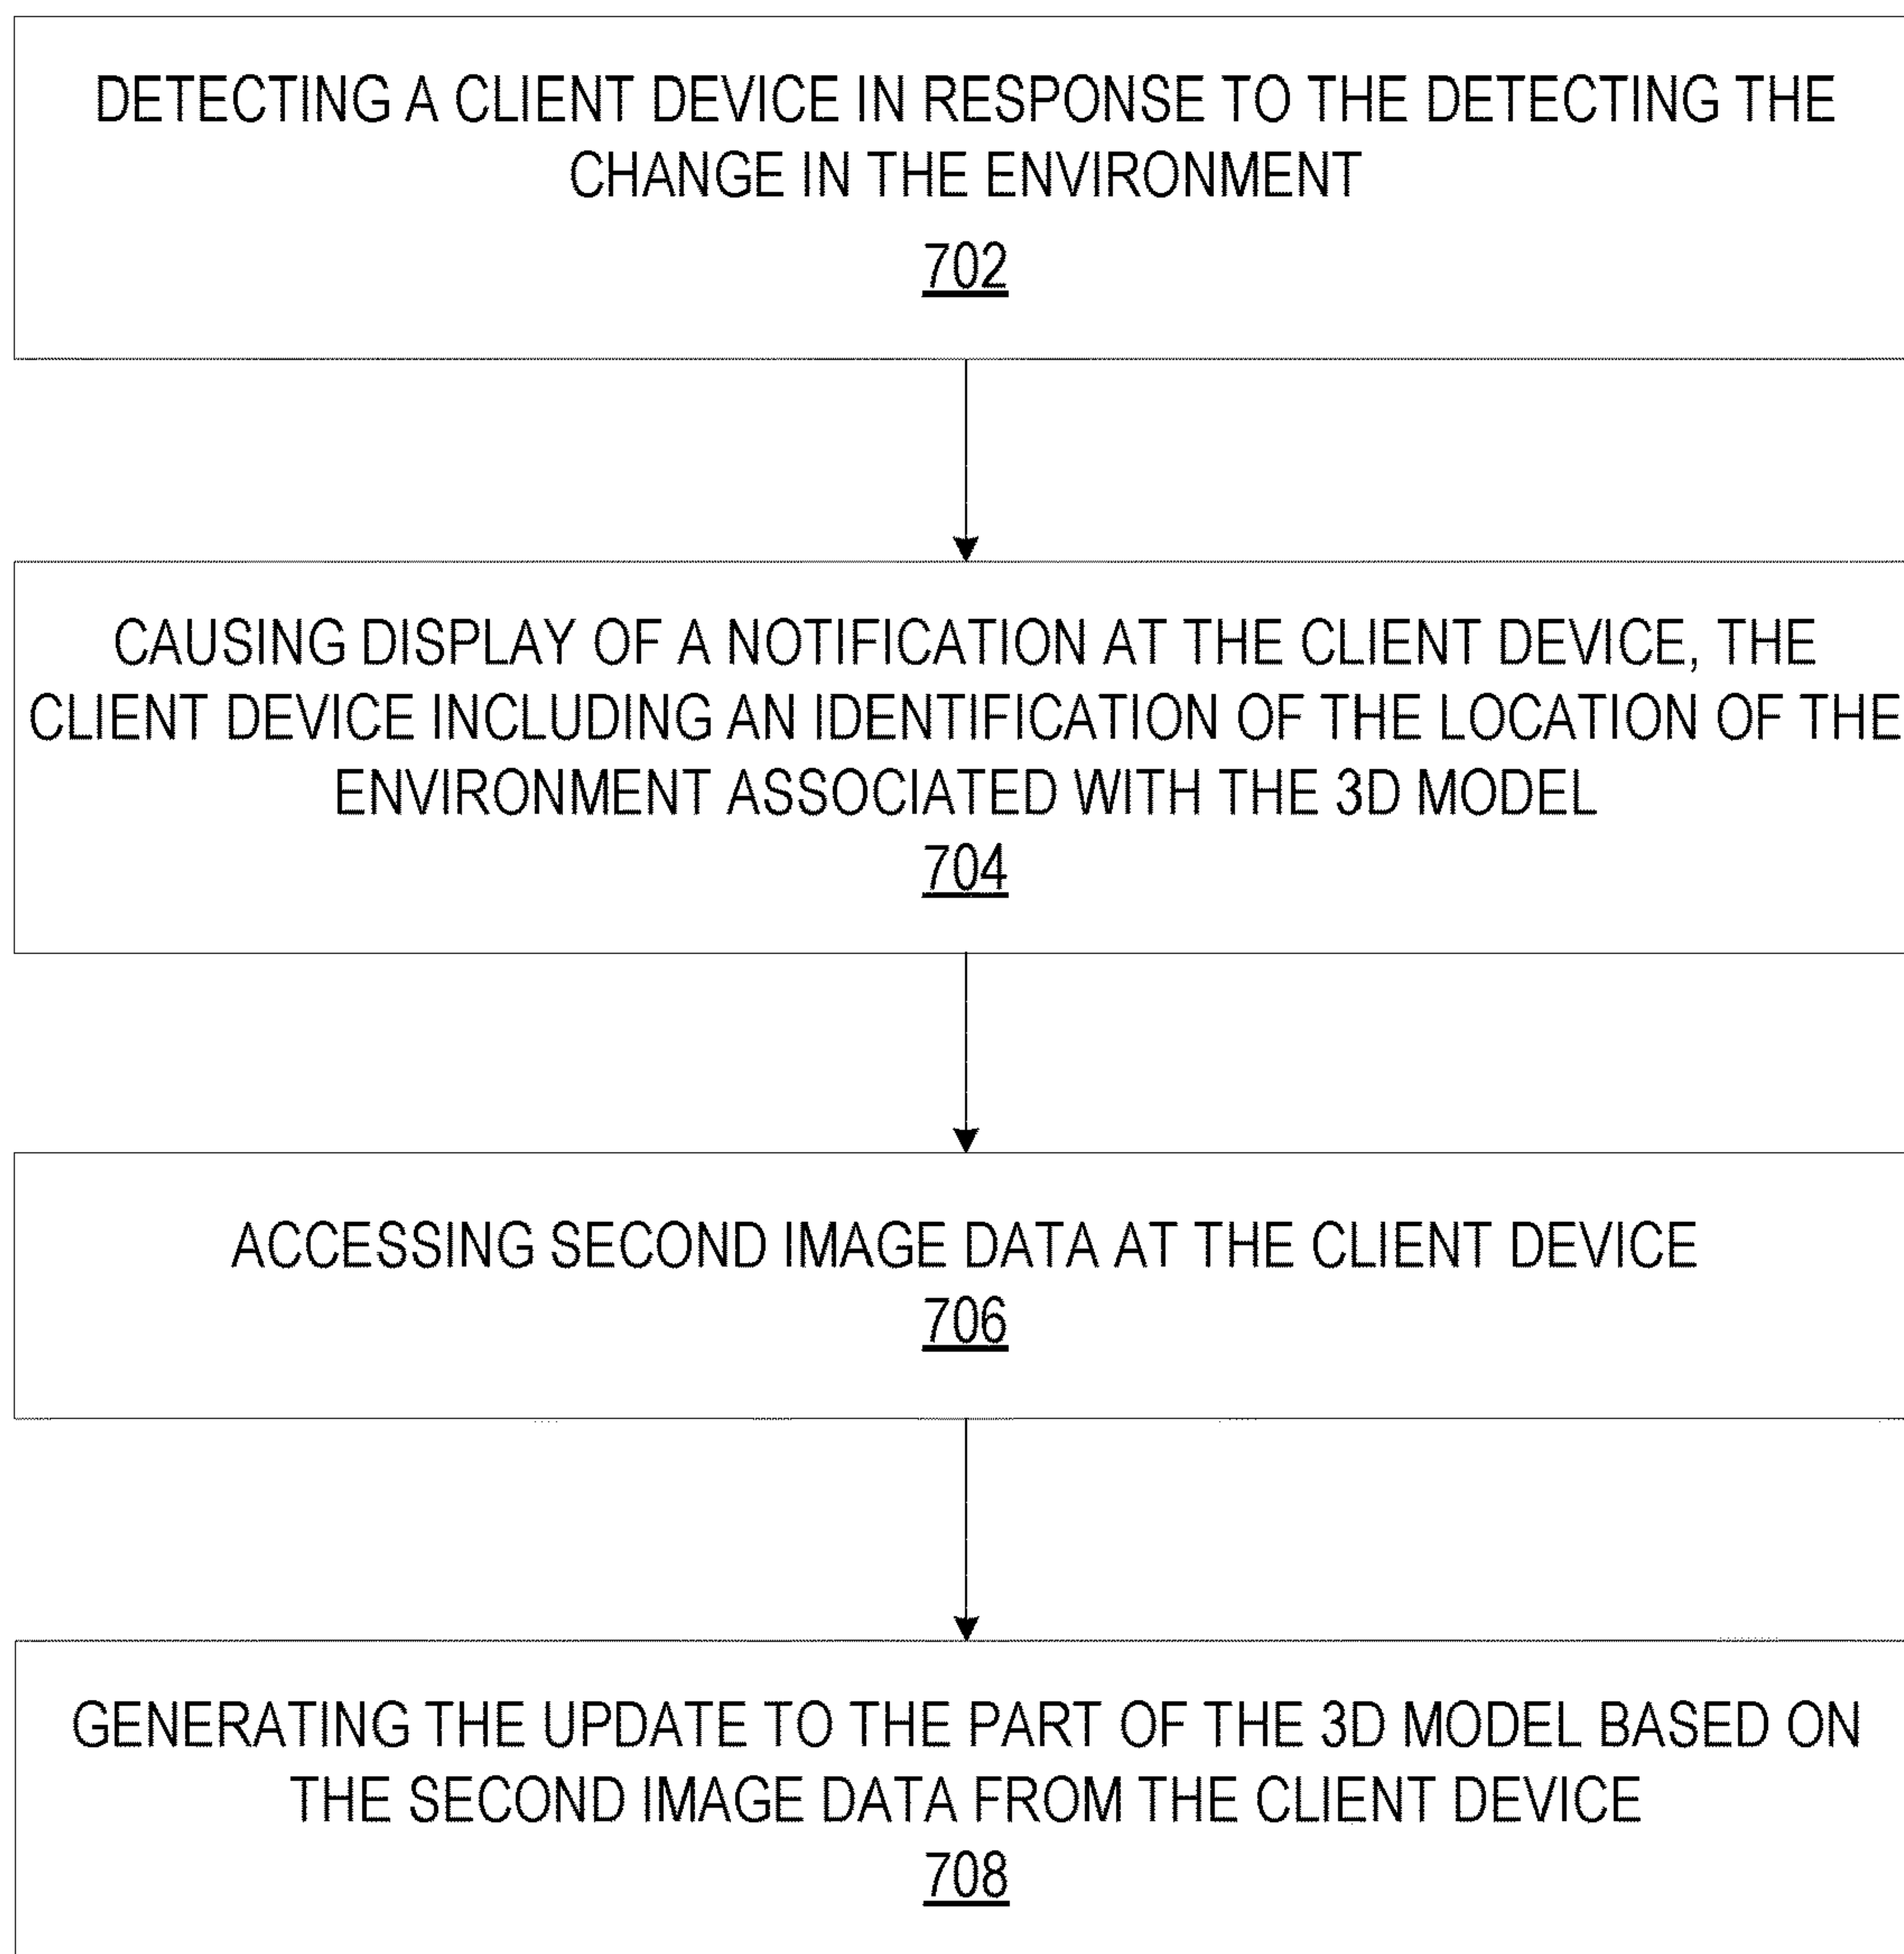 DETECTING A CLIENT DEVICE IN RESPONSE TO THE DETECTING THE
CHANGE IN THE ENVIRONMENT
702
CAUSING DISPLAY OF A NOTIFICATION AT THE CLIENT DEVICE, THE
CLIENT DEVICE INCLUDING AN IDENTIFICATION OF THE LOCATION OF THE
ENVIRONMENT ASSOCIATED WITH THE 3D MODEL
704
ACCESSING SECOND IMAGE DATA AT THE CLIENT DEVICE
706
GENERATING THE UPDATE TO THE PART OF THE 3D MODEL BASED ON
THE SECOND IMAGE DATA FROM THE CLIENT DEVICE
708